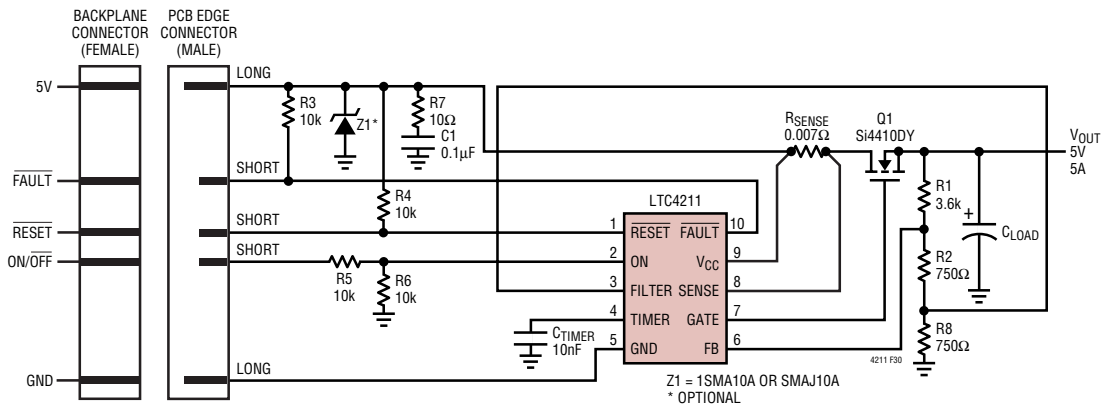 BACKPLANE
CONNECTOR
(FEMALE)
PCB EDGE
CONNECTOR
(MALE)
LONG
5V
R3
10k
Z1*
R7
10Ω
C1
0.1µF
RSENSE
0.007Ω
Q1
Si4410DY
VOUT
5V
5A
SHORT
FAULT
R4
10k
R1
3.6k
+
CLOAD
LTC4211
SHORT
RESET
1
RESET
FAULT
10
SHORT
ON/OFF
2
ON
VCC
9
R5
10k
R6
10k
R2
750Ω
3
FILTER
SENSE
8
4
TIMER
GATE
7
CTIMER
10nF
5
GND
FB
6
R8
750Ω
4211 F30
LONG
GND
Z1 = 1SMA10A OR SMAJ10A
* OPTIONAL